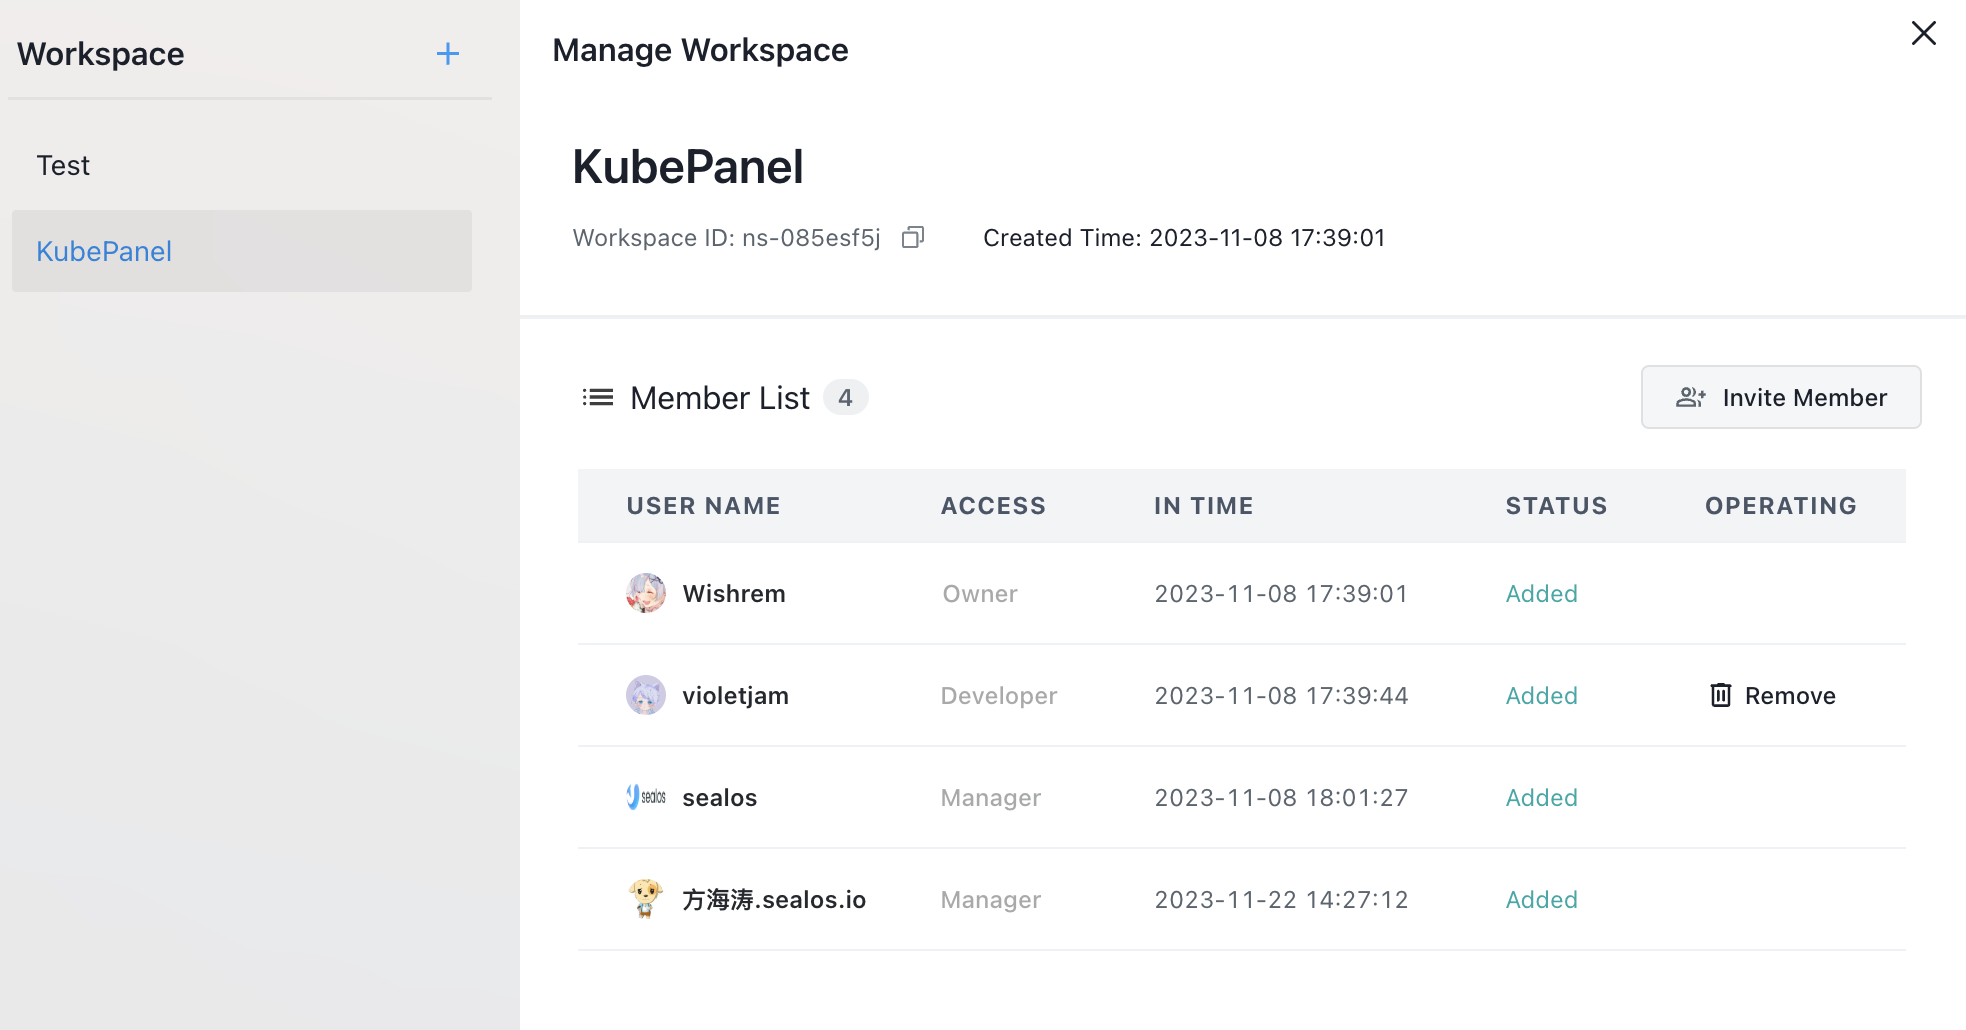 Workspace
Test
KubePanel
Manage Workspace
KubePanel
Workspace ID: ns-085esf5j Created Time: 2023-11-08 17:39:01
Member List 4 Invite Member
USER NAME ACCESS IN TIME STATUS OPERATING
Wishrem Owner 2023-11-08 17:39:01 Added
violetjam Developer 2023-11-08 17:39:44 Added Remove
sealos sealos Manager 2023-11-08 18:01:27 Added
方海涛.sealos.io Manager 2023-11-22 14:27:12 Added